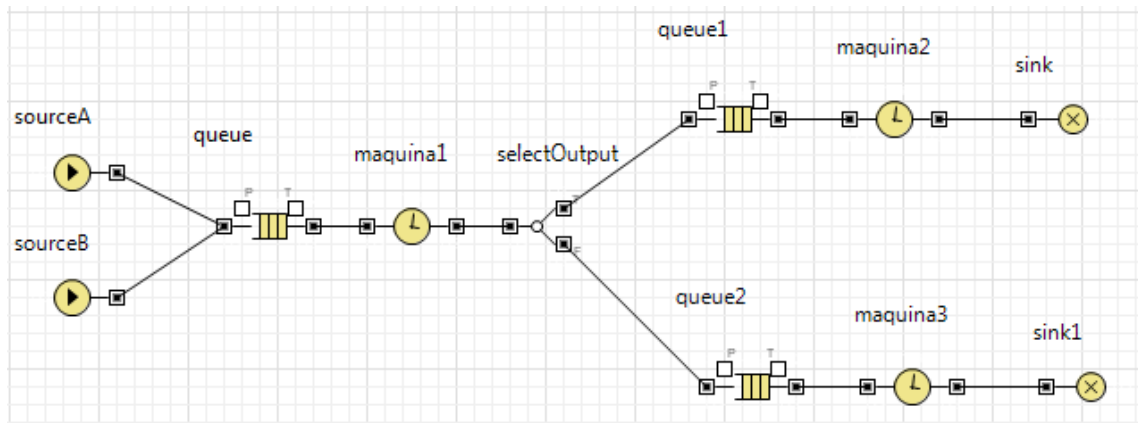 queue1
maquina2
sink
P T
sourceA
queue
maquina1
selectOutput
P T
T
sourceB
F
queue2
maquina3
sink1
P T